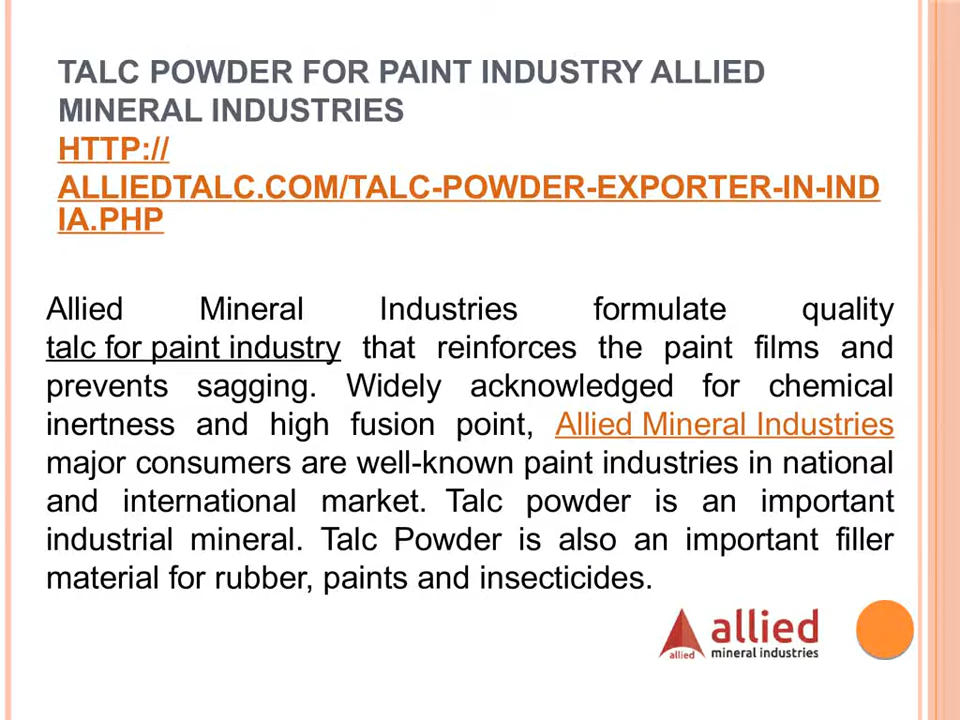 TALC POWDER FOR PAINT INDUSTRY ALLIED
MINERAL INDUSTRIES
HTTP://
ALLIEDTALC.COM/TALC-POWDER-EXPORTER-IN-IND
IA.PHP
Allied Mineral Industries formulate quality
talc for paint industry that reinforces the paint films and
prevents sagging. Widely acknowledged for chemical
inertness and high fusion point, Allied Mineral Industries
major consumers are well-known paint industries in national
and international market. Talc powder is an important
industrial mineral. Talc Powder is also an important filler
material for rubber, paints and insecticides.
allied
mineral industries
allied